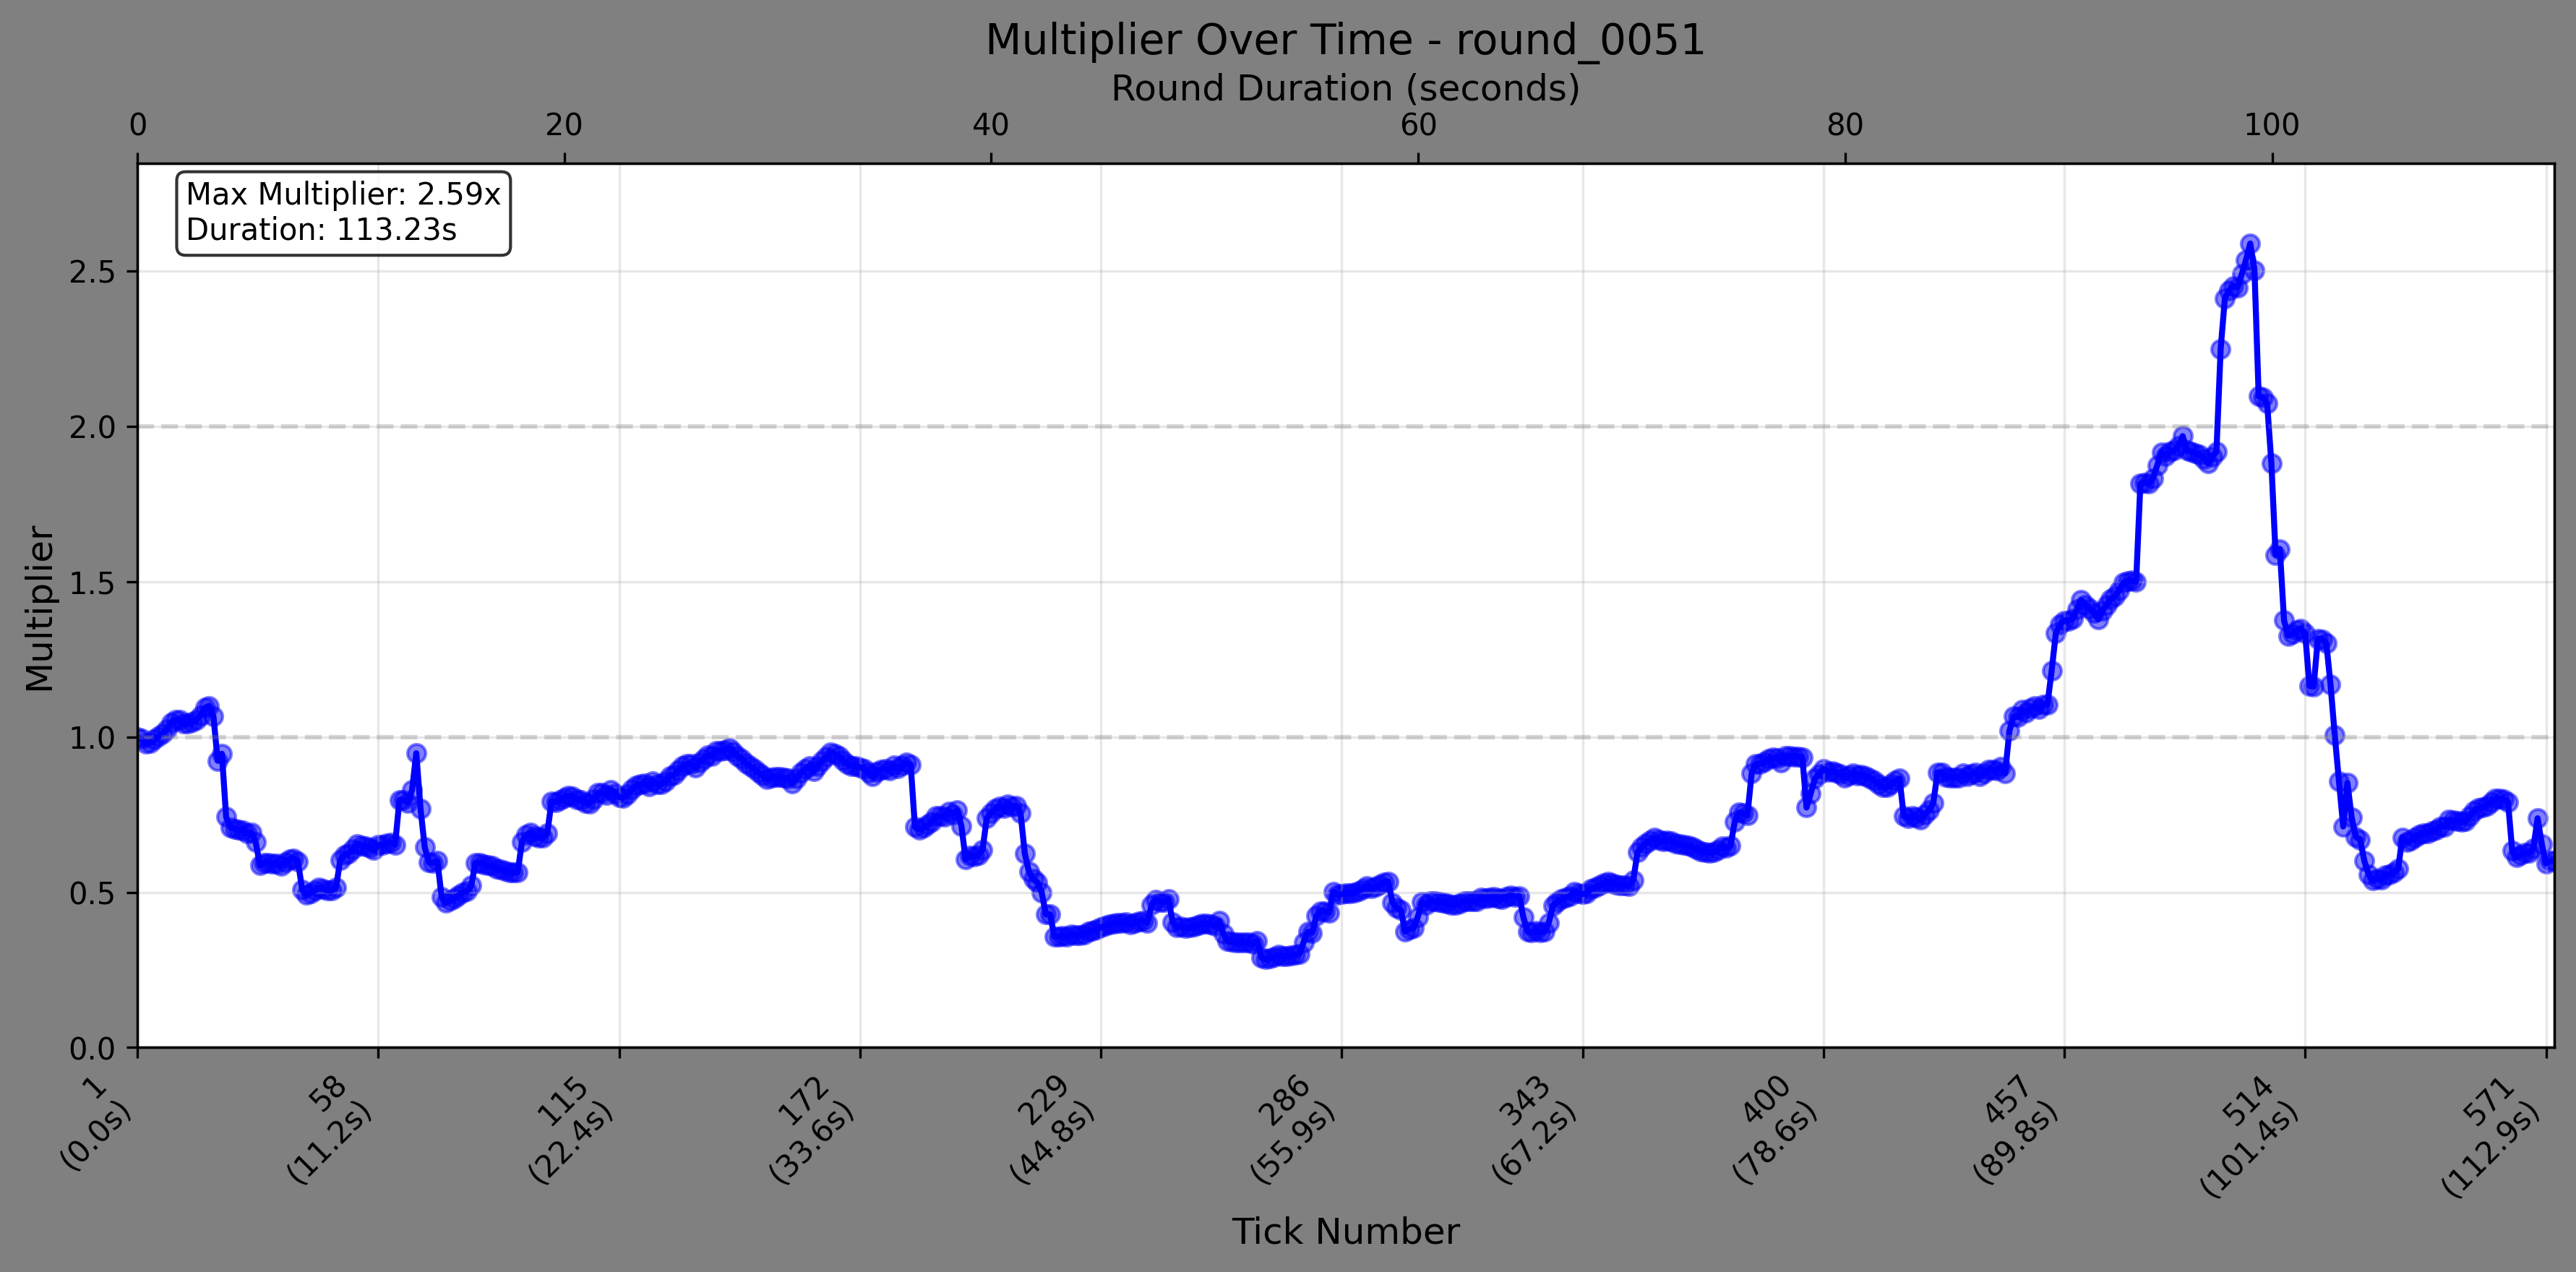 Multiplier Over Time - round_0051
Round Duration (seconds)
0 20 40 60 80 100
Max Multiplier: 2.59x
Duration: 113.23s
Multiplier
2.5
2.0
1.5
1.0
0.5
0.0
1
(0.0s)
58
(11.2s)
115
(22.4s)
172
(33.6s)
229
(44.8s)
286
(55.9s)
343
(67.2s)
400
(78.6s)
457
(89.8s)
514
(101.4s)
571
(112.9s)
Tick Number